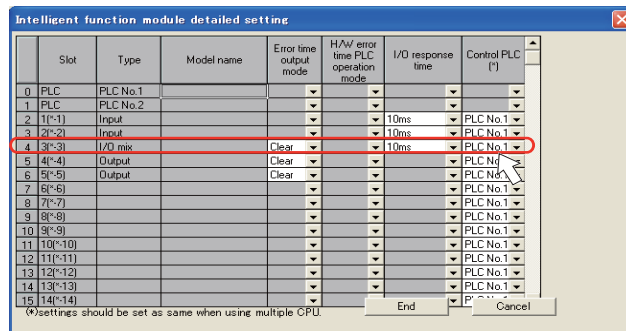 Intelligent function module detailed setting
Slot Type Model name Error time output mode H/W error time PLC operation mode I/O response time Control PLC (*)
0 PLC PLC No.1
1 PLC PLC No.2
2 1(*-1) Input 10ms PLC No.1
3 2(*-2) Input 10ms PLC No.1
4 3(*-3) I/O mix Clear 10ms PLC No.1
5 4(*-4) Output Clear PLC
6 5(*-5) Output Clear PLC
7 6(*-6) PLC No.1
8 7(*-7) PLC No.1
9 8(*-8) PLC No.1
10 9(*-9) PLC No.1
11 10(*-10) PLC No.1
12 11(*-11) PLC No.1
13 12(*-12) PLC No.1
14 13(*-13) PLC No.1
15 14(*-14)
(*)settings should be set as same when using multiple CPU.
End Cancel